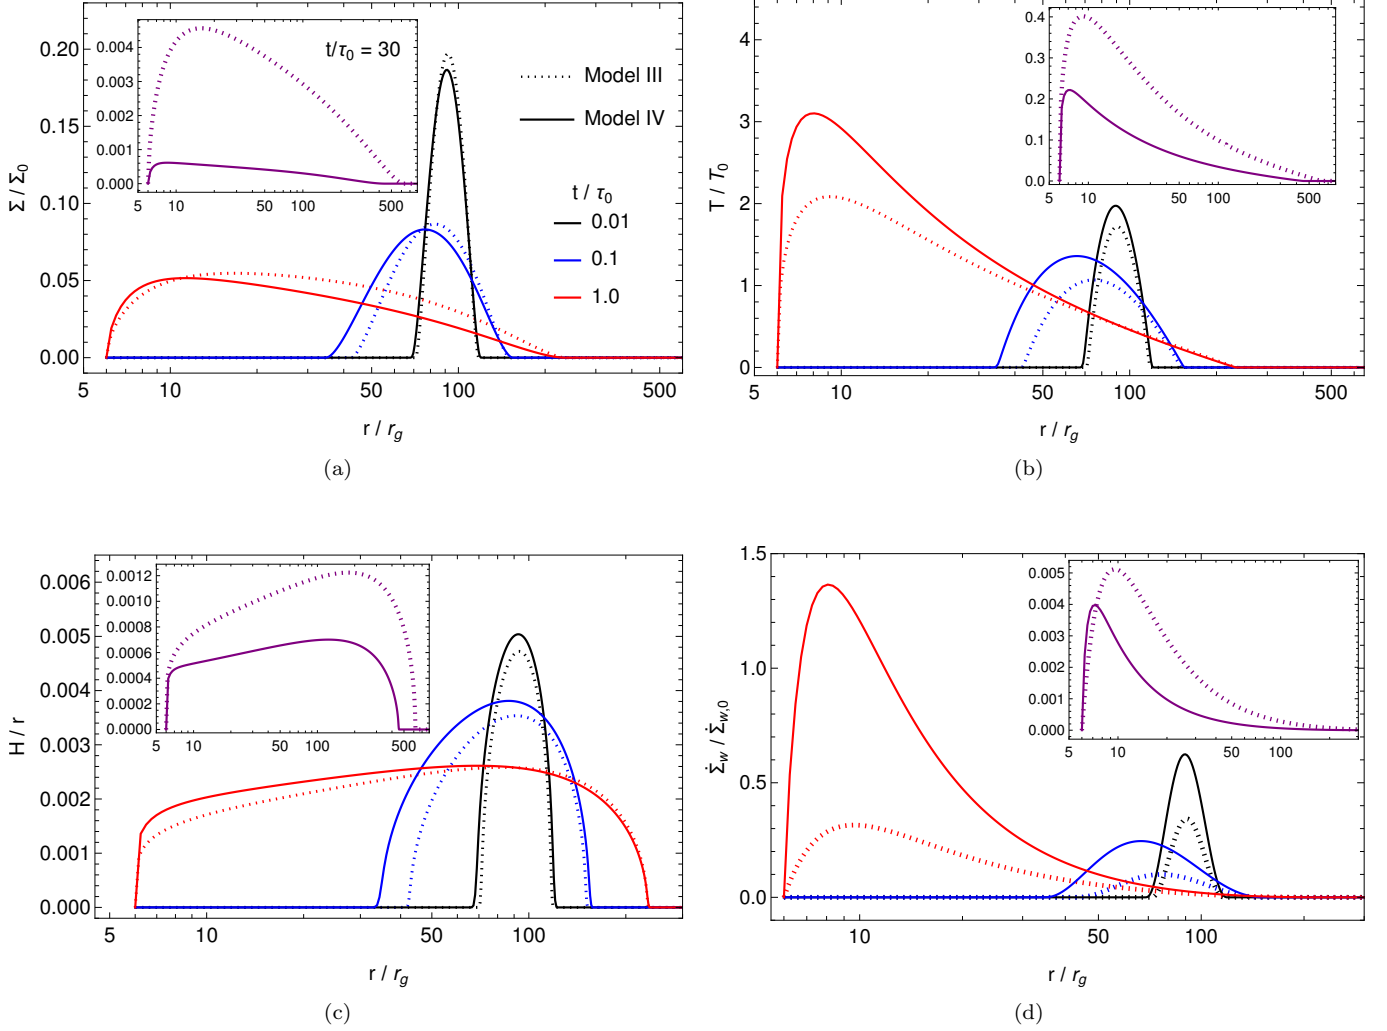 0.20
0.15
0.10
0.05
0.00
Σ / Σ0
5 10 50 100 500
r / rg
0.004
0.003
0.002
0.001
0.000
5 10 50 100 500
t/τ0 = 30
Model III
Model IV
t / τ0
0.01
0.1
1.0
(a)
4
3
2
1
0
T / T0
5 10 50 100 500
r / rg
0.4
0.3
0.2
0.1
0.0
5 10 50 100 500
(b)
0.006
0.005
0.004
0.003
0.002
0.001
0.000
H / r
5 10 50 100
r / rg
0.0012
0.0010
0.0008
0.0006
0.0004
0.0002
0.0000
5 10 50 100 500
(c)
1.5
1.0
0.5
0.0
Σ̇w / Σ̇w,0
10 50 100
r / rg
0.005
0.004
0.003
0.002
0.001
0.000
5 10 50 100
(d)